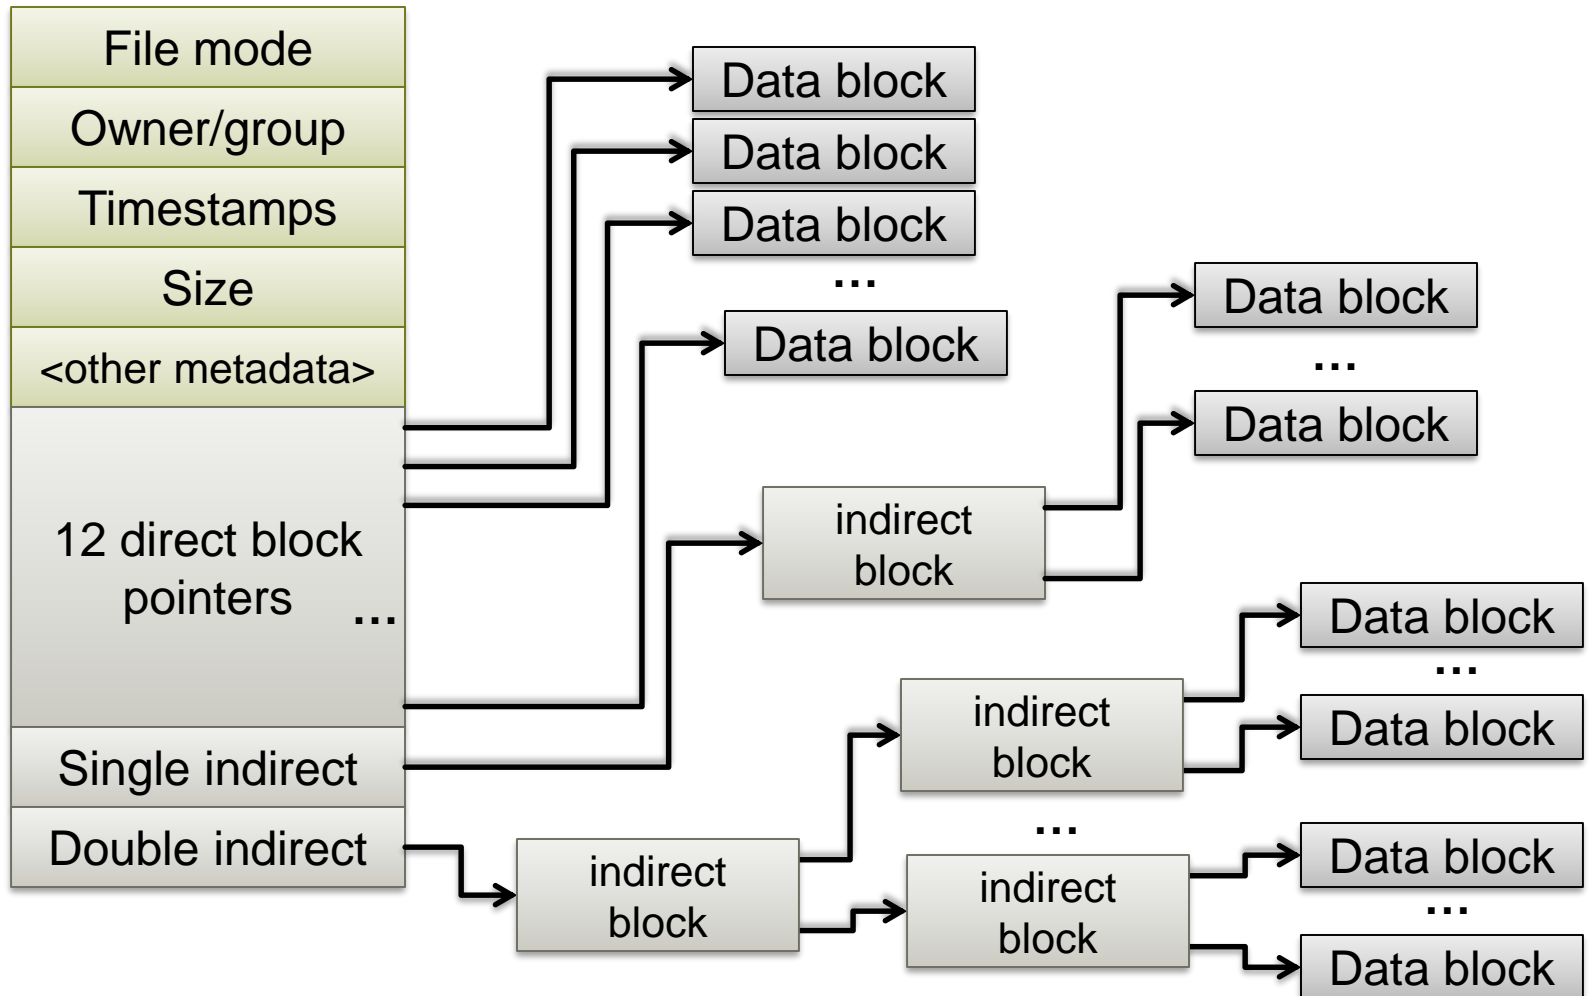 File mode
Owner/group
Timestamps
Size
<other metadata>
12 direct block
pointers
...
Single indirect
Double indirect
Data block
Data block
Data block
...
Data block
Data block
...
Data block
indirect
block
Data block
...
Data block
indirect
block
...
indirect
block
indirect
block
Data block
...
Data block